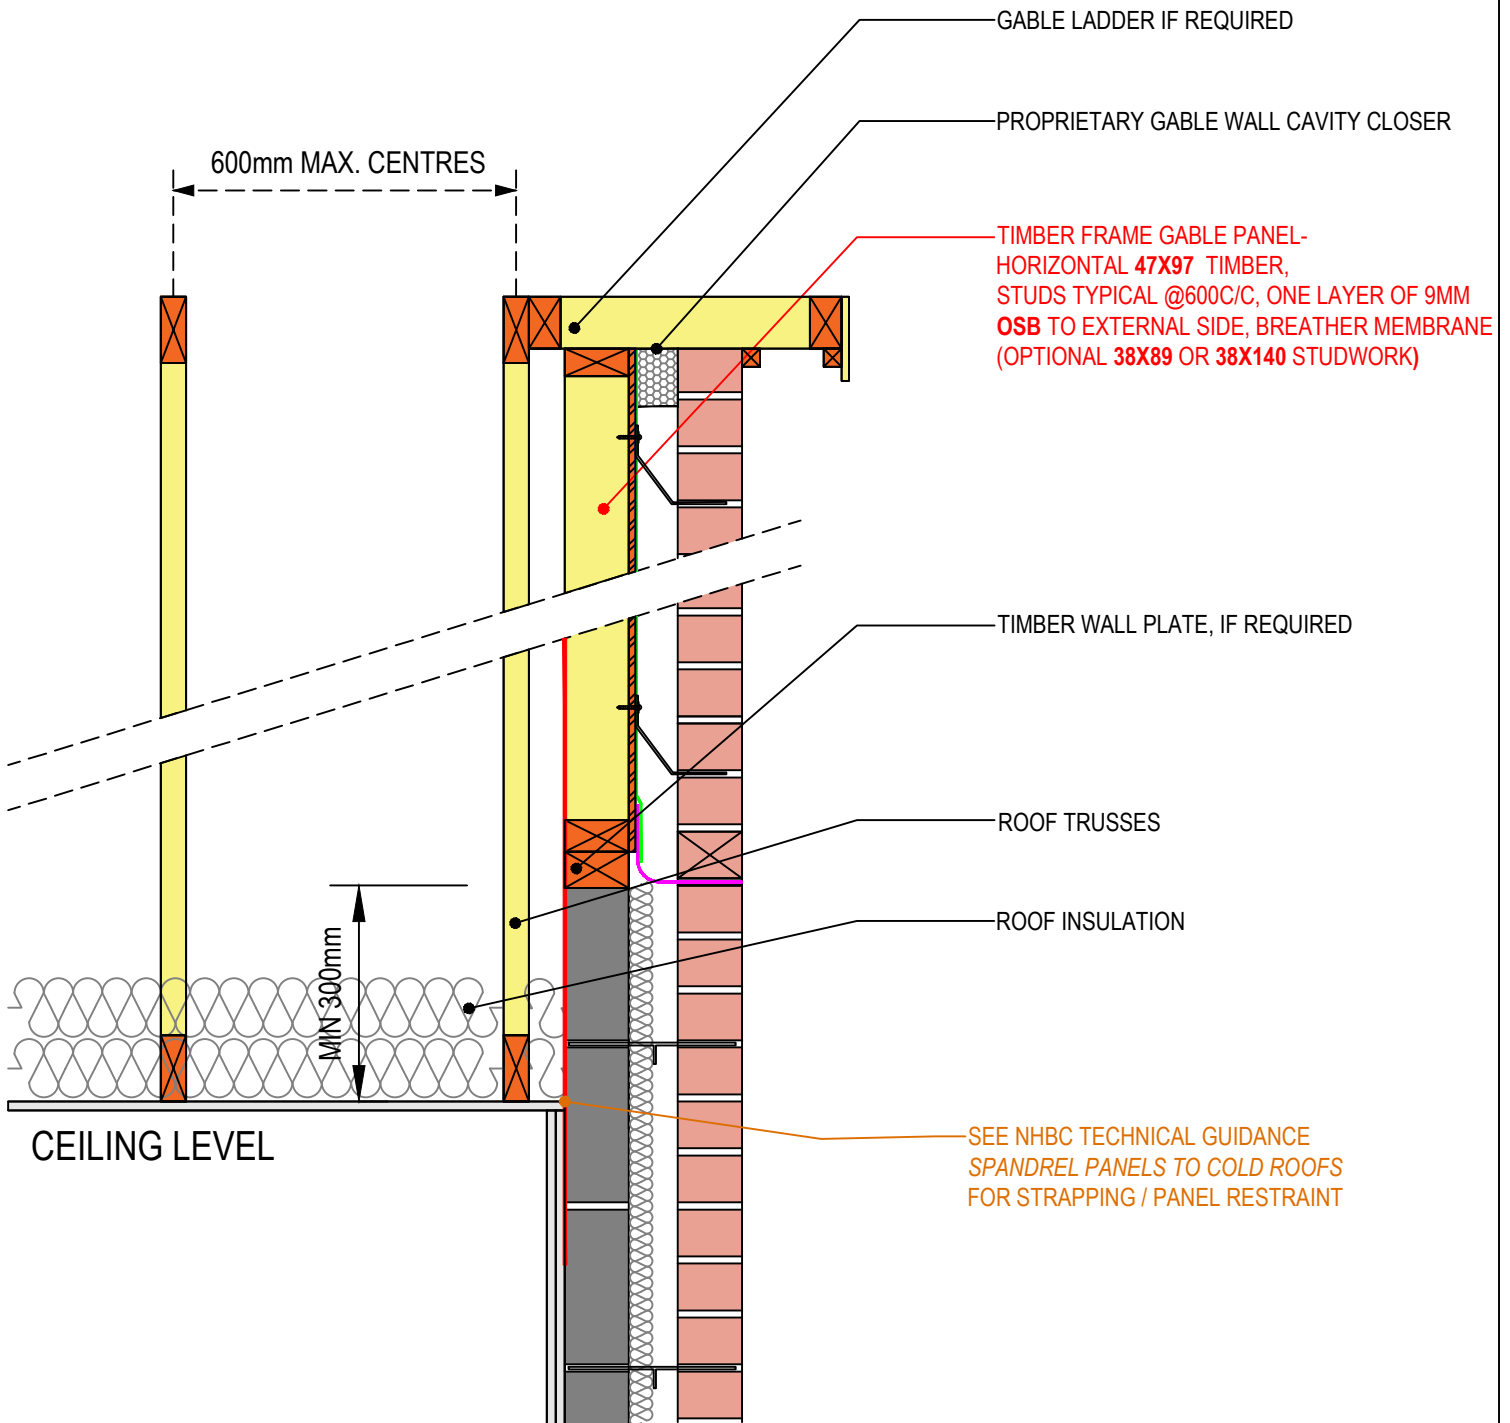 GABLE LADDER IF REQUIRED
PROPRIETARY GABLE WALL CAVITY CLOSER
600mm MAX. CENTRES
TIMBER FRAME GABLE PANEL-
HORIZONTAL 47X97 TIMBER,
STUDS TYPICAL @600C/C, ONE LAYER OF 9MM
OSB TO EXTERNAL SIDE, BREATHER MEMBRANE
(OPTIONAL 38X89 OR 38X140 STUDWORK)
TIMBER WALL PLATE, IF REQUIRED
ROOF TRUSSES
ROOF INSULATION
MIN 300mm
CEILING LEVEL
SEE NHBC TECHNICAL GUIDANCE
SPANDREL PANELS TO COLD ROOFS
FOR STRAPPING / PANEL RESTRAINT